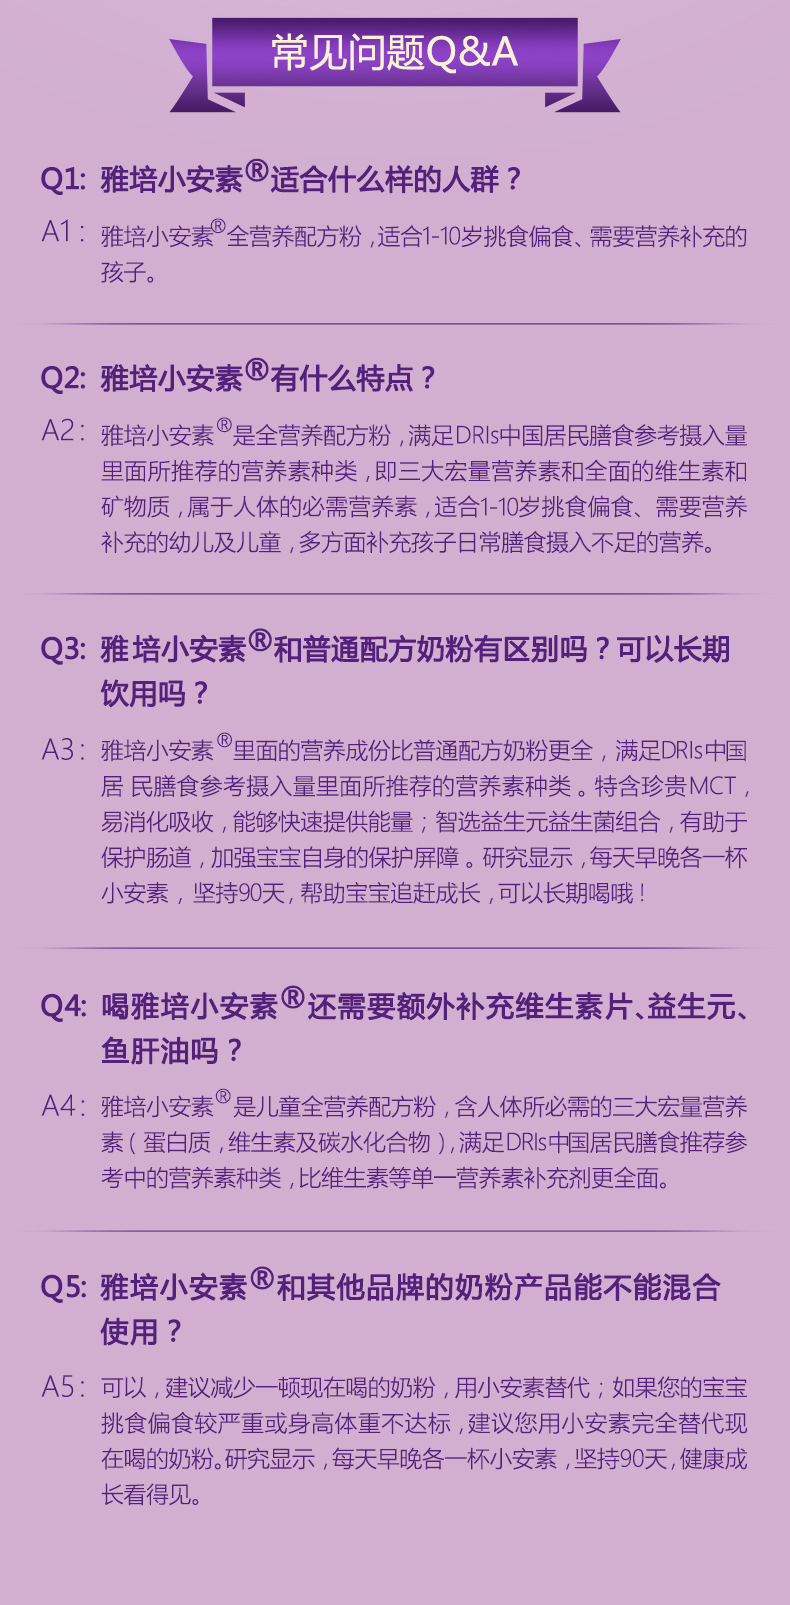 常见问题Q&A
Q1: 雅培小安素®适合什么样的人群？
A1： 雅培小安素®全营养配方粉，适合1-10岁挑食偏食、需要营养补充的
孩子。
Q2: 雅培小安素®有什么特点？
A2： 雅培小安素®是全营养配方粉，满足DRIs中国居民膳食参考摄入量
里面所推荐的营养素种类，即三大宏量营养素和全面的维生素和
矿物质，属于人体的必需营养素，适合1-10岁挑食偏食、需要营养
补充的幼儿及儿童，多方面补充孩子日常膳食摄入不足的营养。
Q3: 雅培小安素®和普通配方奶粉有区别吗？可以长期
饮用吗？
A3： 雅培小安素®里面的营养成份比普通配方奶粉更全，满足DRIs中国
居民膳食参考摄入量里面所推荐的营养素种类。特含珍贵MCT，
易消化吸收，能够快速提供能量；智选益生元益生菌组合，有助于
保护肠道，加强宝宝自身的保护屏障。研究显示，每天早晚各一杯
小安素，坚持90天，帮助宝宝追赶成长，可以长期喝哦！
Q4: 喝雅培小安素®还需要额外补充维生素片、益生元、
鱼肝油吗？
A4： 雅培小安素®是儿童全营养配方粉，含人体所必需的三大宏量营养
素（蛋白质，维生素及碳水化合物），满足DRIs中国居民膳食推荐参
考中的营养素种类，比维生素等单一营养素补充剂更全面。
Q5: 雅培小安素®和其他品牌的奶粉产品能不能混合
使用？
A5： 可以，建议减少一顿现在喝的奶粉，用小安素替代；如果您的宝宝
挑食偏食较严重或身高体重不达标，建议您用小安素完全替代现
在喝的奶粉。研究显示，每天早晚各一杯小安素，坚持90天，健康成
长看得见。